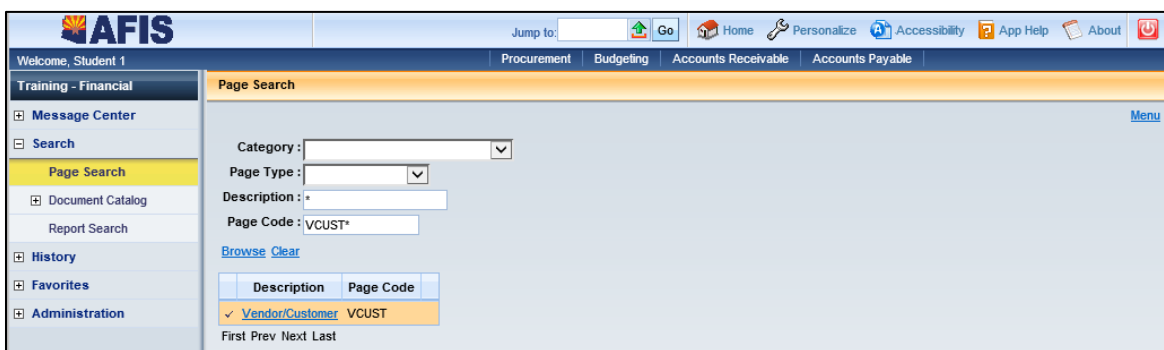 AFIS
Jump to: Go Home Personalize Accessibility App Help About
Welcome, Student 1 Procurement Budgeting Accounts Receivable Accounts Payable
Training - Financial Page Search
Message Center Menu
Search
Category :
Page Search
Page Type :
Document Catalog
Description : *
Report Search
Page Code : VCUST*
History
Browse Clear
Favorites
Description Page Code
Administration
Vendor/Customer VCUST
First Prev Next Last